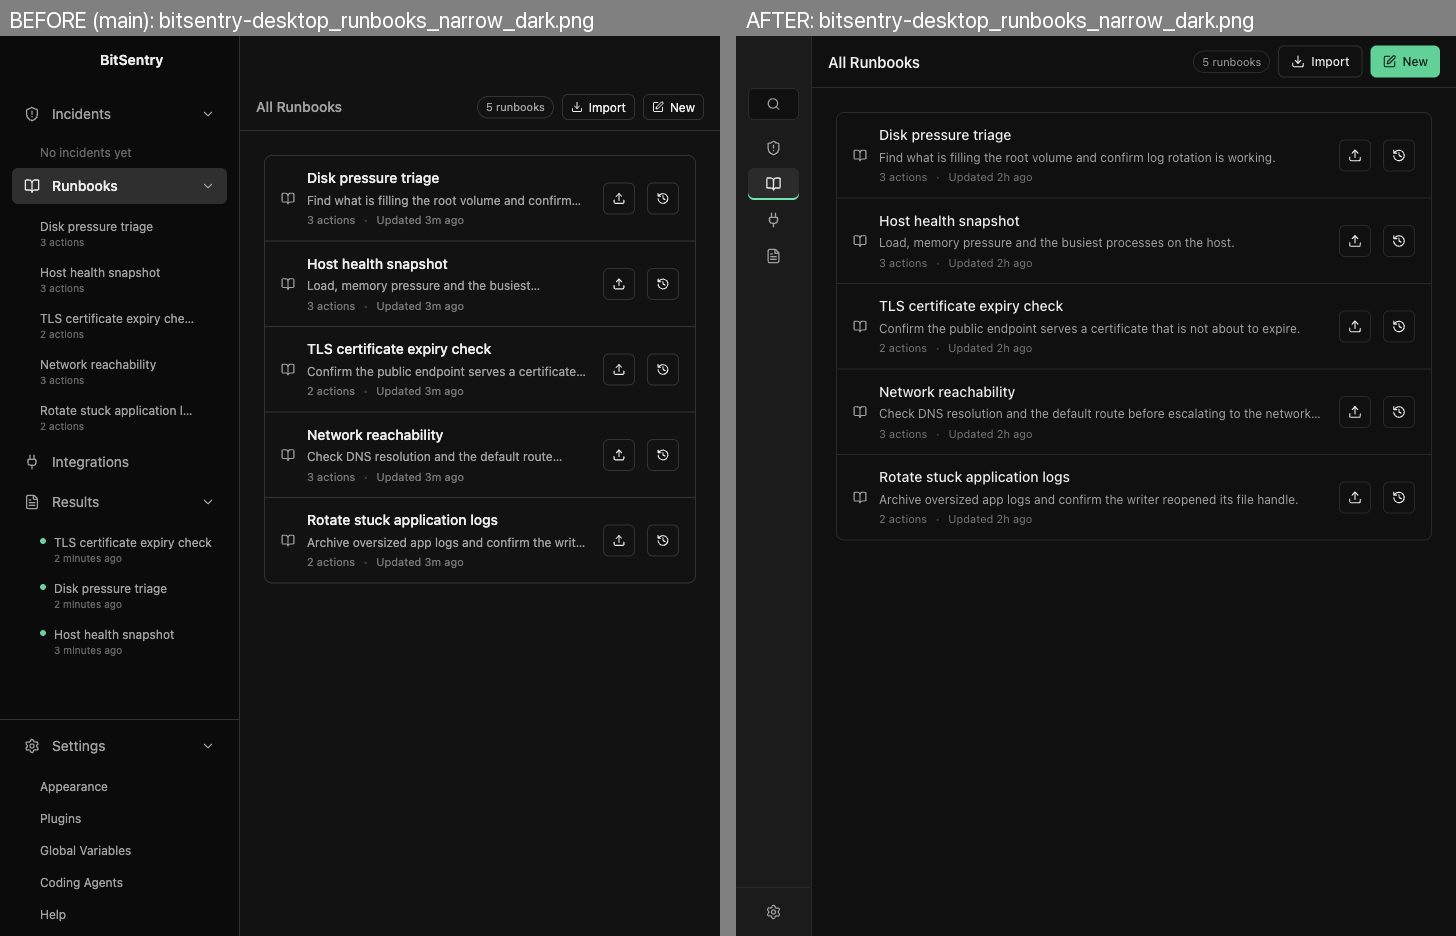 BEFORE (main): bitsentry-desktop_runbooks_narrow_dark.png
BitSentry
Incidents
No incidents yet
Runbooks
Disk pressure triage
3 actions
Host health snapshot
3 actions
TLS certificate expiry che...
2 actions
Network reachability
3 actions
Rotate stuck application l...
2 actions
Integrations
Results
TLS certificate expiry check
2 minutes ago
Disk pressure triage
2 minutes ago
Host health snapshot
3 minutes ago
Settings
Appearance
Plugins
Global Variables
Coding Agents
Help
All Runbooks
5 runbooks
Import
New
Disk pressure triage
Find what is filling the root volume and confirm...
3 actions · Updated 3m ago
Host health snapshot
Load, memory pressure and the busiest...
3 actions · Updated 3m ago
TLS certificate expiry check
Confirm the public endpoint serves a certificate...
2 actions · Updated 3m ago
Network reachability
Check DNS resolution and the default route...
3 actions · Updated 3m ago
Rotate stuck application logs
Archive oversized app logs and confirm the writ...
2 actions · Updated 3m ago
AFTER: bitsentry-desktop_runbooks_narrow_dark.png
All Runbooks
5 runbooks
Import
New
Disk pressure triage
Find what is filling the root volume and confirm log rotation is working.
3 actions · Updated 2h ago
Host health snapshot
Load, memory pressure and the busiest processes on the host.
3 actions · Updated 2h ago
TLS certificate expiry check
Confirm the public endpoint serves a certificate that is not about to expire.
2 actions · Updated 2h ago
Network reachability
Check DNS resolution and the default route before escalating to the network...
3 actions · Updated 2h ago
Rotate stuck application logs
Archive oversized app logs and confirm the writer reopened its file handle.
2 actions · Updated 2h ago